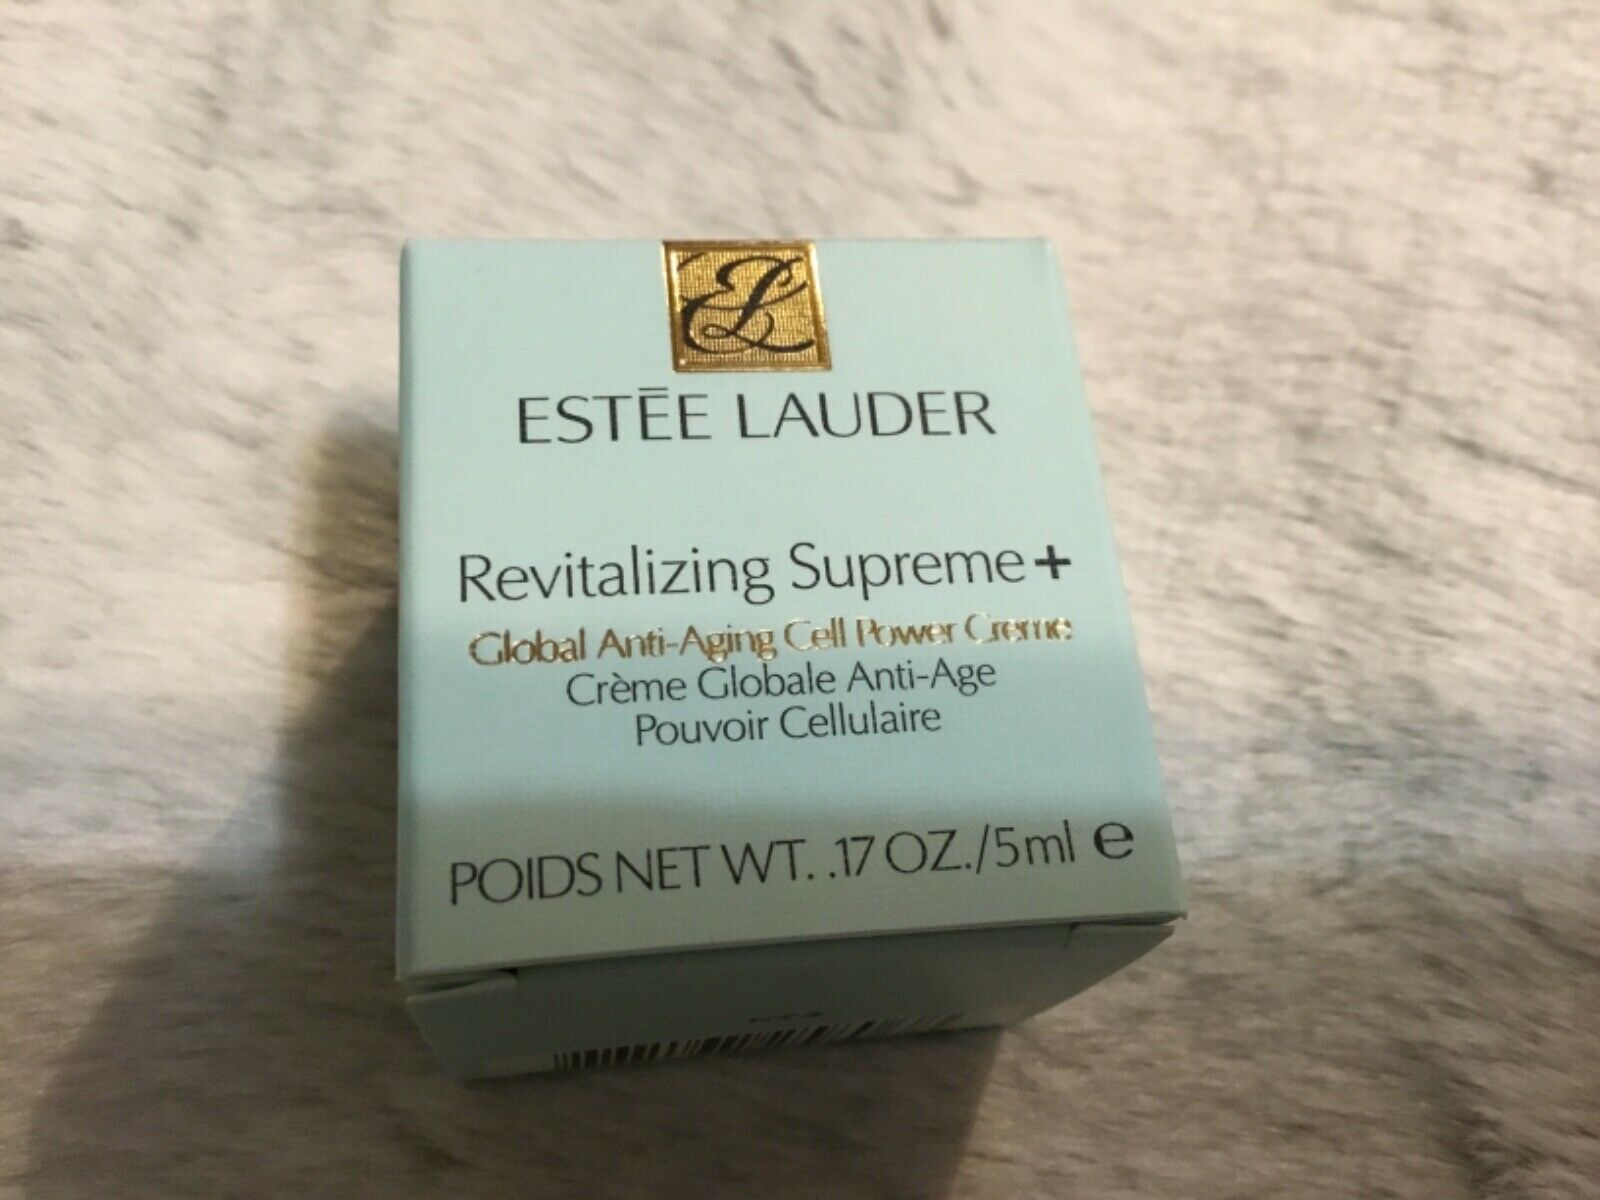 EL
ESTĒE LAUDER
Revitalizing Supreme+
Global Anti-Aging Cell Power Creme
Crème Globale Anti-Age
Pouvoir Cellulaire
POIDS NET WT. .17 OZ./5ml ℮